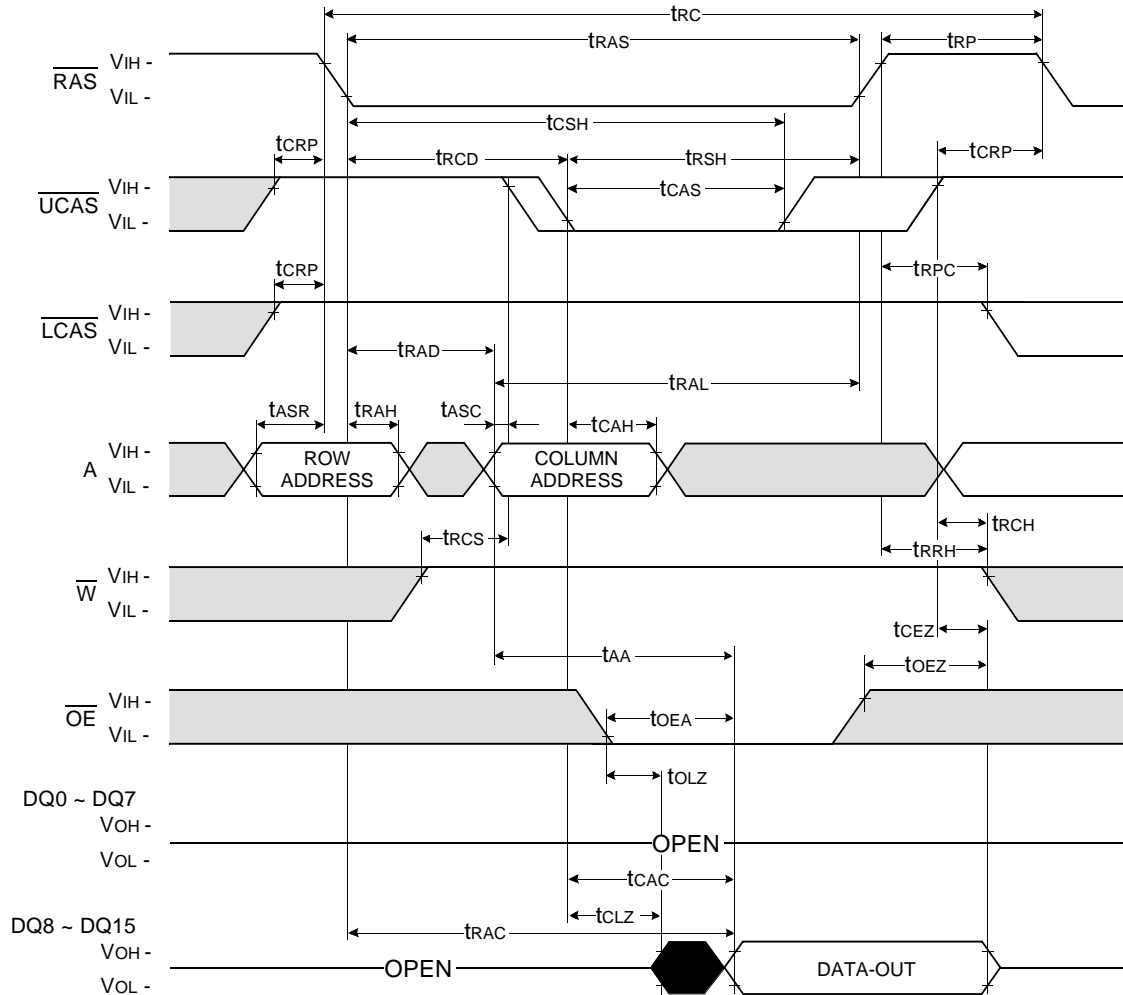 tRC
tRAS
tRP
RAS
VIH -
VIL -
tCSH
tCRP
tRCD
tRSH
tCRP
UCAS
VIH -
VIL -
tCAS
tCRP
tRPC
LCAS
VIH -
VIL -
tRAD
tRAL
tASR
tRAH
tASC
tCAH
A
VIH -
VIL -
ROW
ADDRESS
COLUMN
ADDRESS
tRCS
tRCH
tRRH
W
VIH -
VIL -
tCEZ
tAA
tOEZ
OE
VIH -
VIL -
tOEA
tOLZ
DQ0 ~ DQ7
VOH -
VOL -
OPEN
tCAC
tCLZ
tRAC
DQ8 ~ DQ15
VOH -
VOL -
OPEN
DATA-OUT